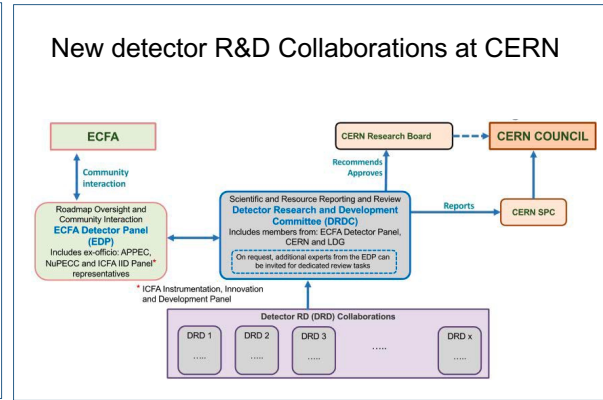 New detector R&D Collaborations at CERN
ECFA
CERN Research Board
CERN COUNCIL
Community
interaction
Recommends
Approves
Roadmap Oversight and
Community Interaction
ECFA Detector Panel
(EDP)
Includes ex-officio: APPEC,
NuPECC and ICFA IID Panel*
representatives
Scientific and Resource Reporting and Review
Detector Research and Development
Committee (DRDC)
Includes members from: ECFA Detector Panel,
CERN and LDG
On request, additional experts from the EDP can
be invited for dedicated review tasks
Reports
CERN SPC
* ICFA Instrumentation, Innovation
and Development Panel
Detector RD (DRD) Collaborations
DRD 1
.....
DRD 2
.....
DRD 3
.....
.....
DRD x
.....